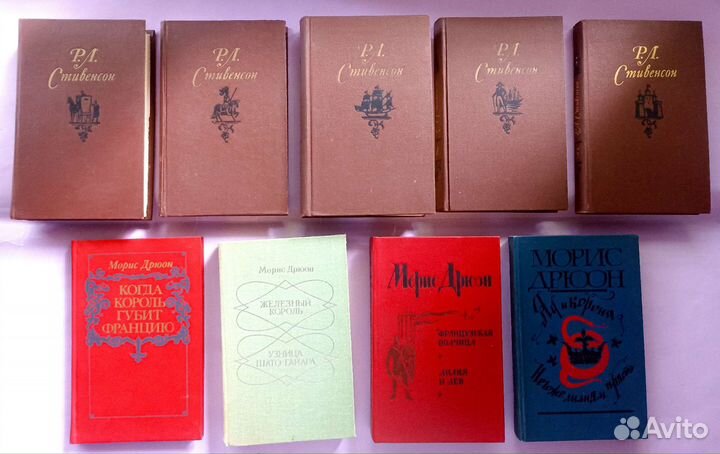 Р.Л.
Стивенсон
Р.Л.
Стивенсон
Р.Л.
Стивенсон
Р.Л.
Стивенсон
Р.Л.
Стивенсон
Морис Дрюон
КОГДА
КОРОЛЬ
ГУБИТ
ФРАНЦИЮ
Морис Дрюон
ЖЕЛЕЗНЫЙ
КОРОЛЬ
УЗНИЦА
ШАТО-ГАЙАРА
Морис Дрюон
ФРАНЦУЗСКАЯ
ВОЛЧИЦА
ЛИЛИЯ
И ЛЕВ
МОРИС
ДРЮОН
Яд и корона
Негоже лилиям прясть
Avito